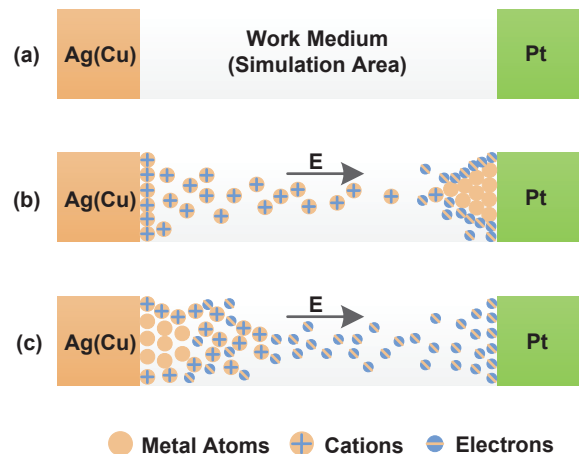 (a)
Ag(Cu)
Work Medium
(Simulation Area)
Pt
(b)
Ag(Cu)
E
Pt
(c)
Ag(Cu)
E
Pt
Metal Atoms
Cations
Electrons